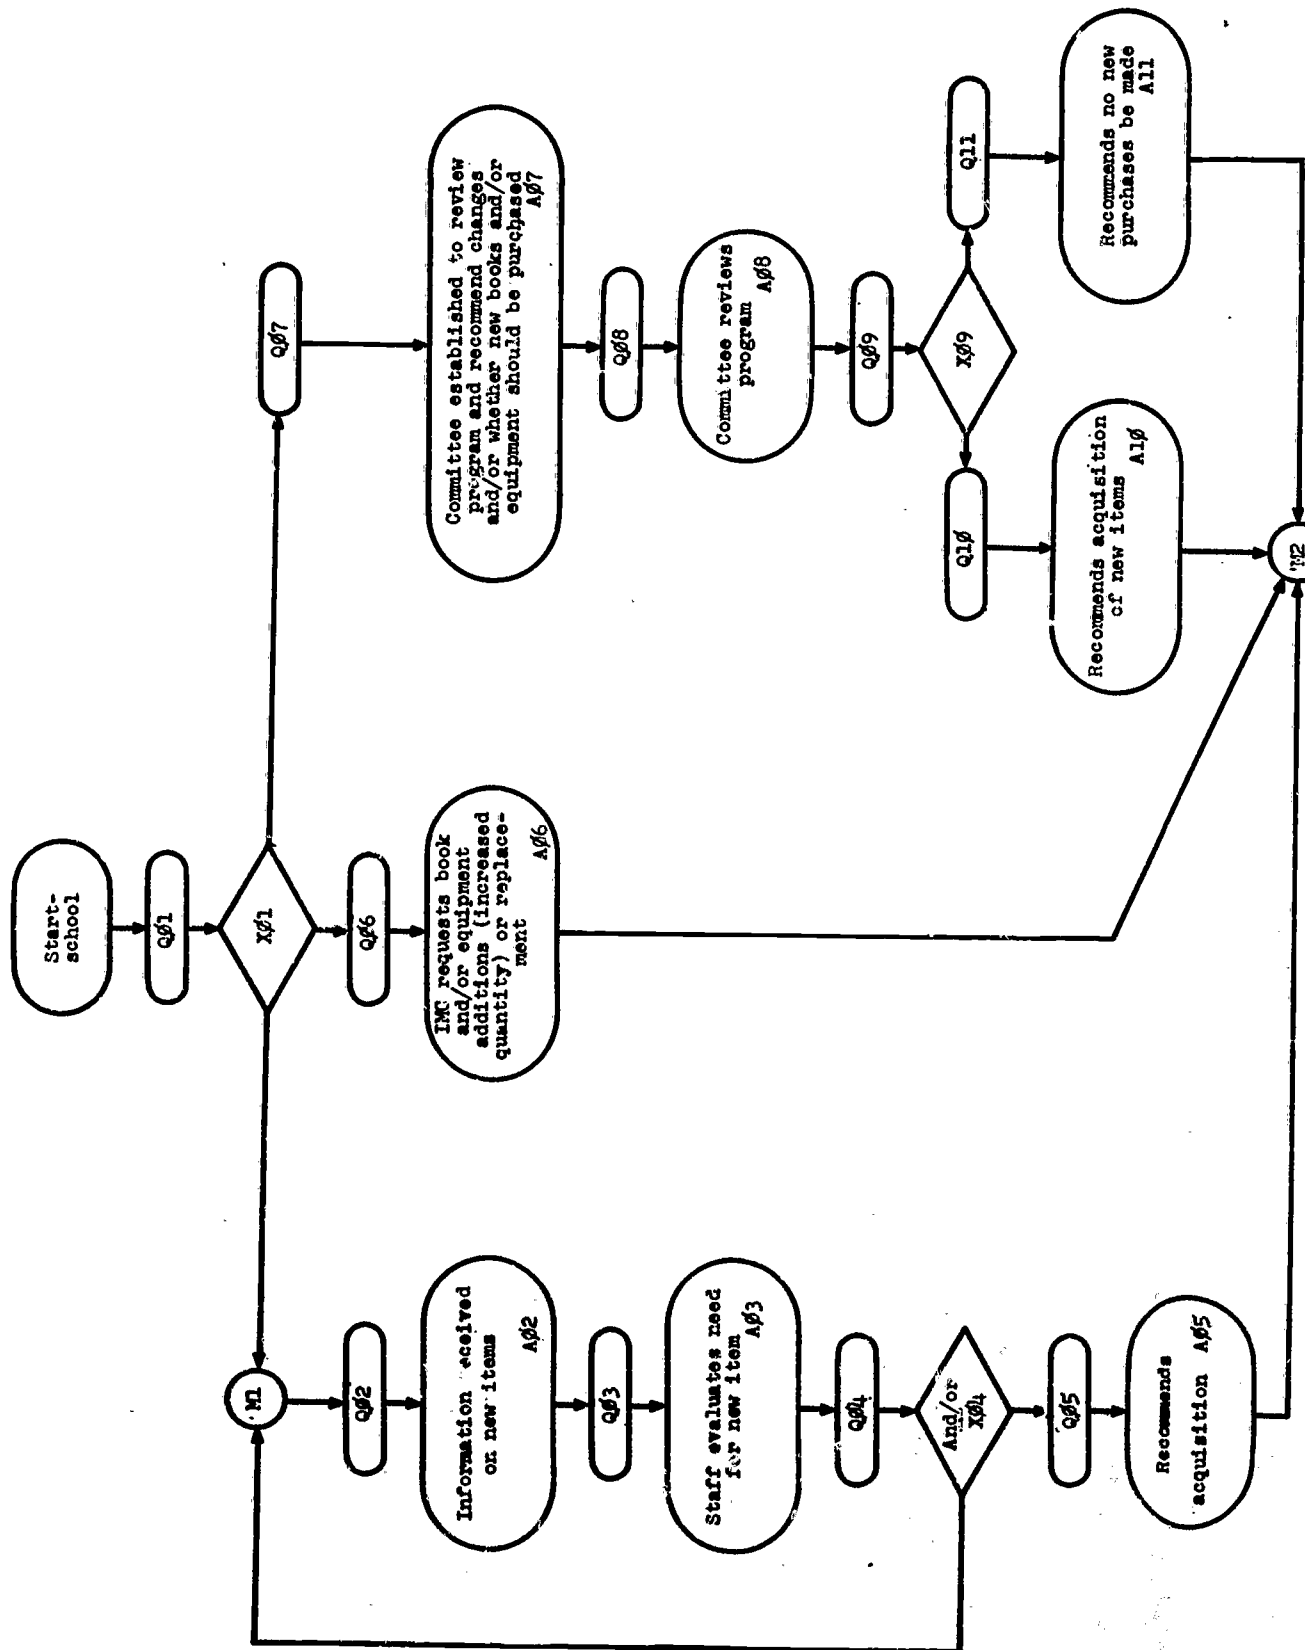 Start-
school
QØ1
XØ1
M1
QØ2
Information eceived
on new items
AØ2
QØ3
Staff evaluates need
for new item
AØ3
QØ4
And/or
XØ4
QØ5
Recommends
acquisition AØ5
QØ6
IMC requests book
and/or equipment
additions (increased
quantity) or replace-
ment
AØ6
QØ7
Committee established to review
program and recommend changes
and/or whether new books and/or
equipment should be purchased
AØ7
QØ8
Committee reviews
program
AØ8
QØ9
XØ9
Q1Ø
Recommends acquisition
of new items
A1Ø
Q11
Recommends no new
purchases be made
A11
M2